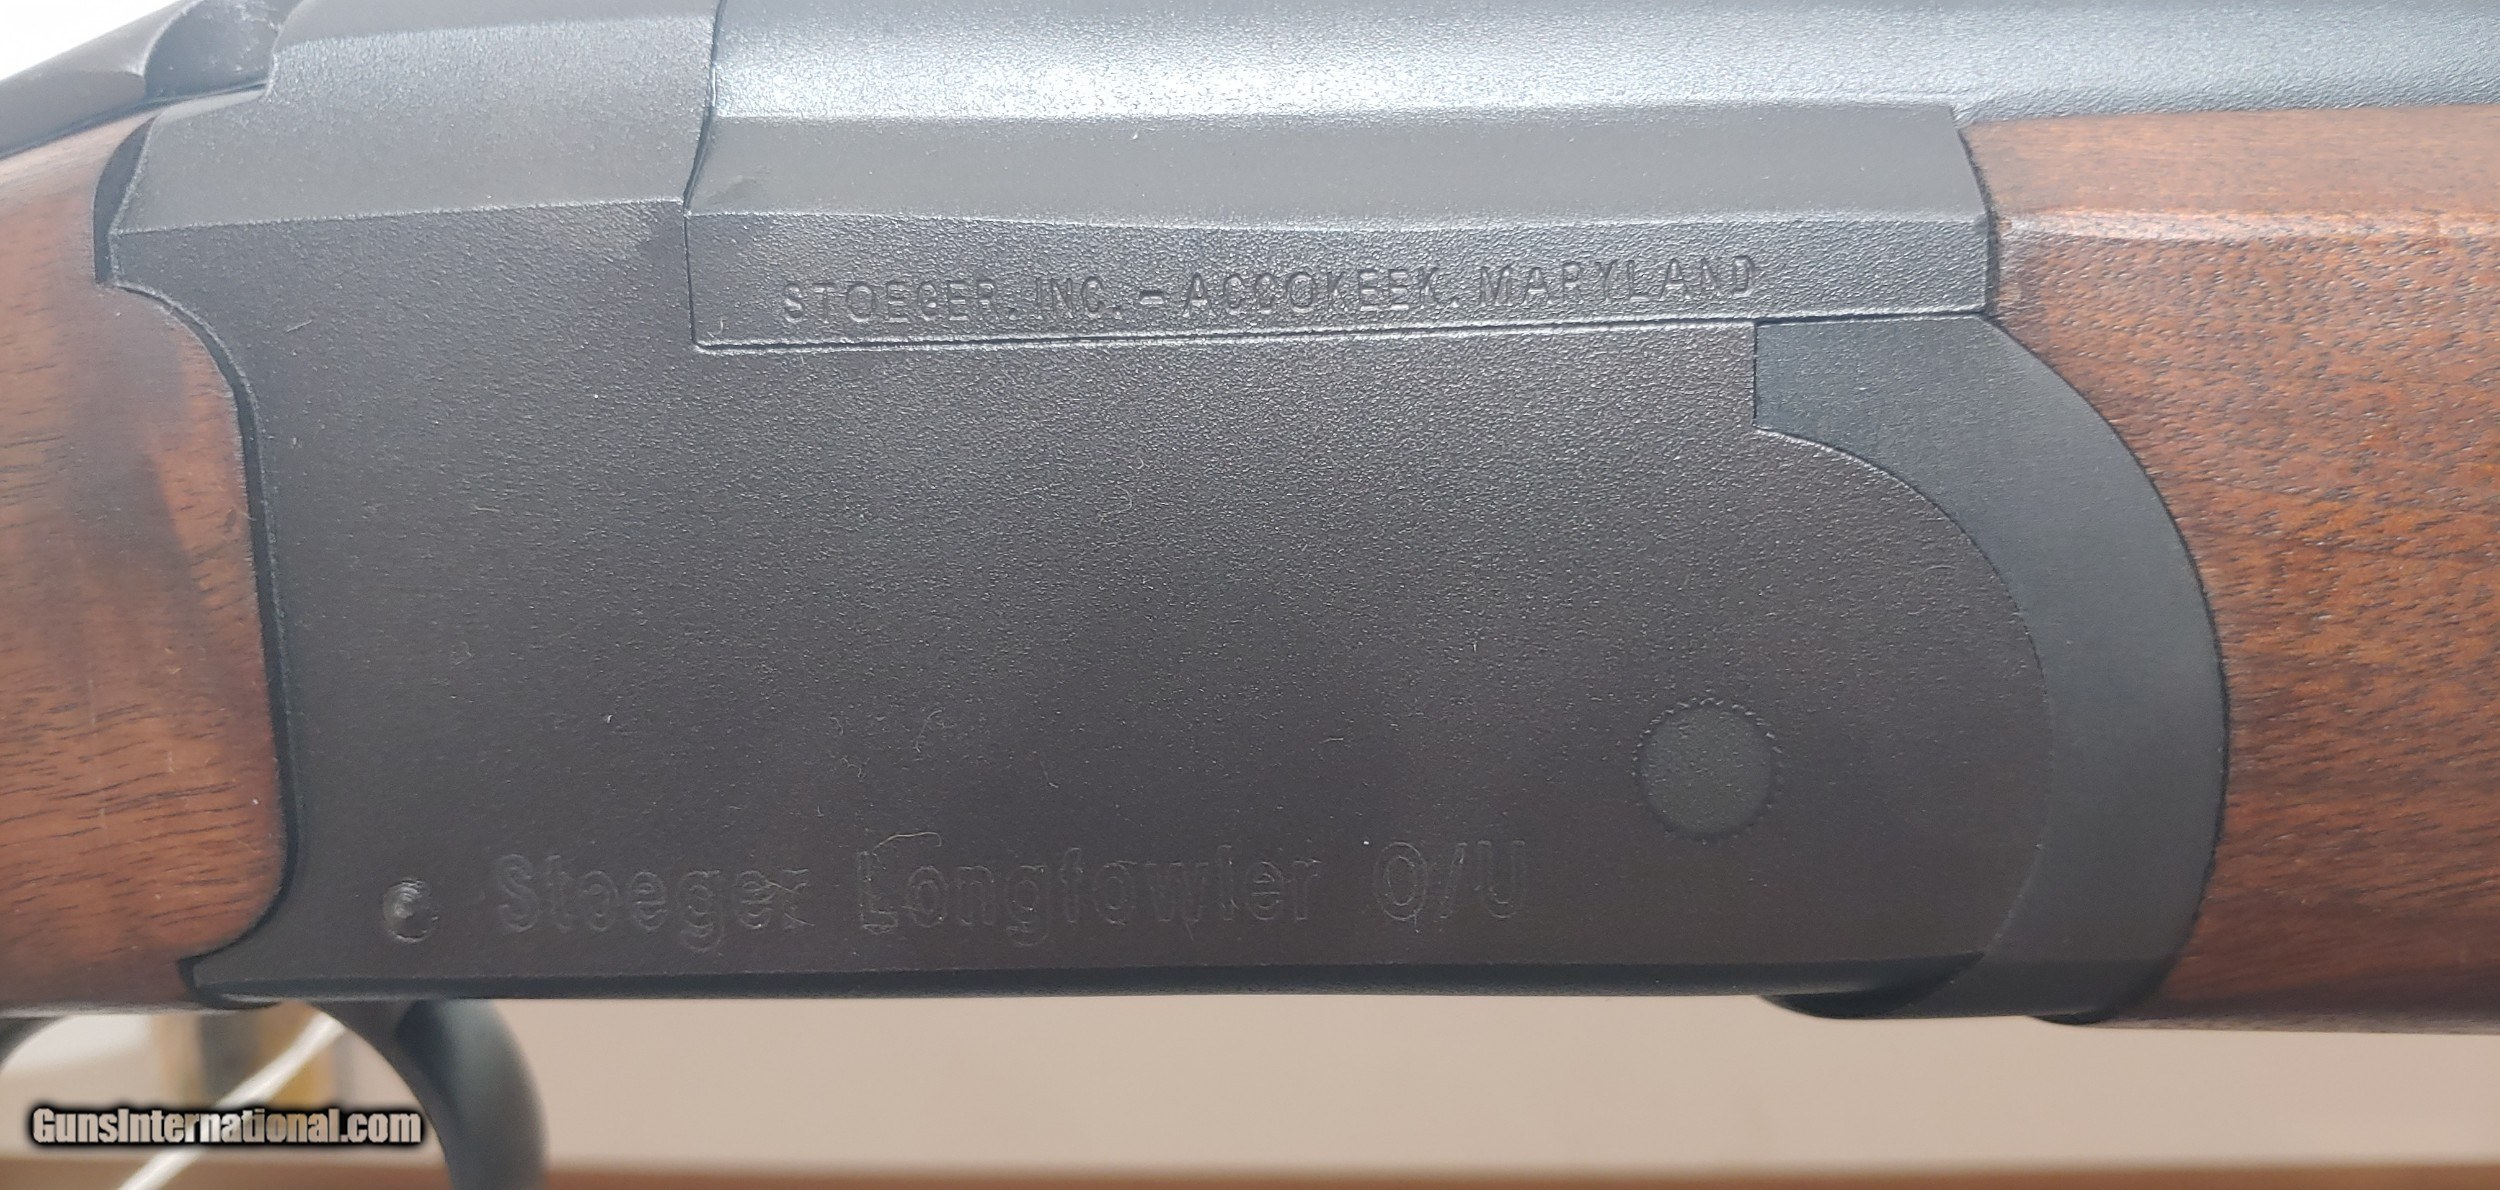 STOEGER, INC. – ACCOKEEK, MARYLAND
Stoeger Longfowler O/U
GunsInternational.com